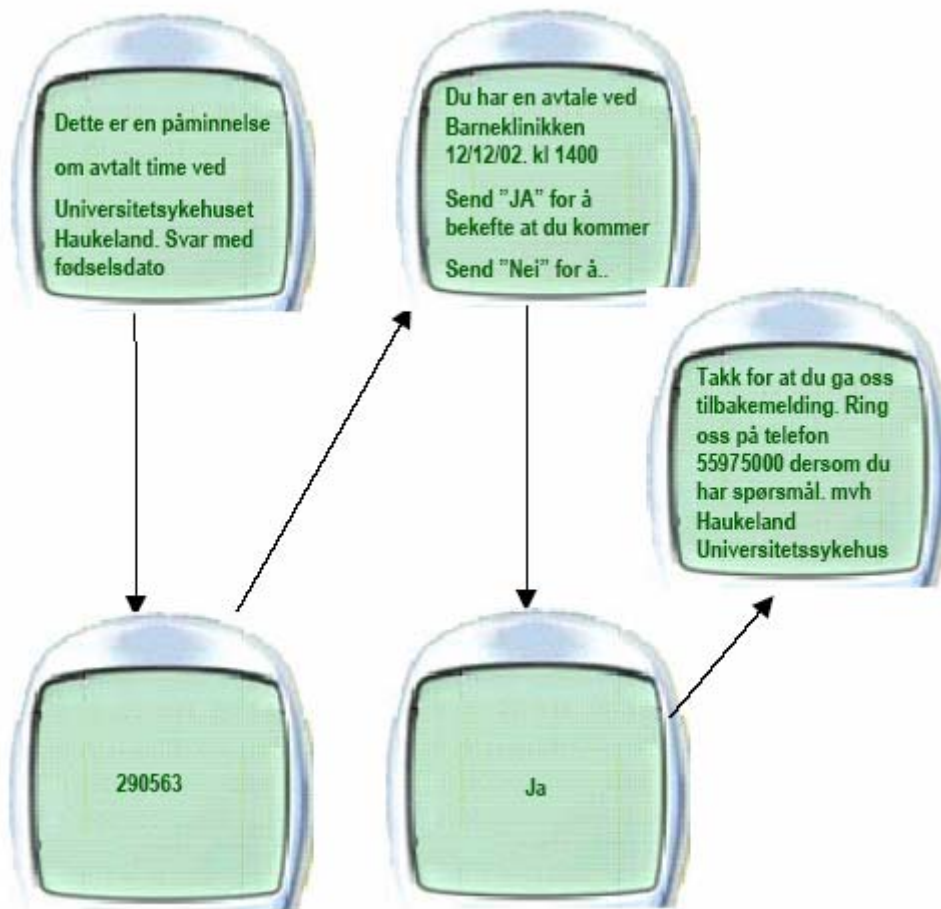 Dette er en påminnelse
om avtalt time ved
Universitetsykehuset
Haukeland. Svar med
fødselsdato
290563
Du har en avtale ved
Barneklinikken
12/12/02. kl 1400
Send ”JA” for å
bekefte at du kommer
Send ”Nei” for å..
Ja
Takk for at du ga oss
tilbakemelding. Ring
oss på telefon
55975000 dersom du
har spørsmål. mvh
Haukeland
Universitetssykehus